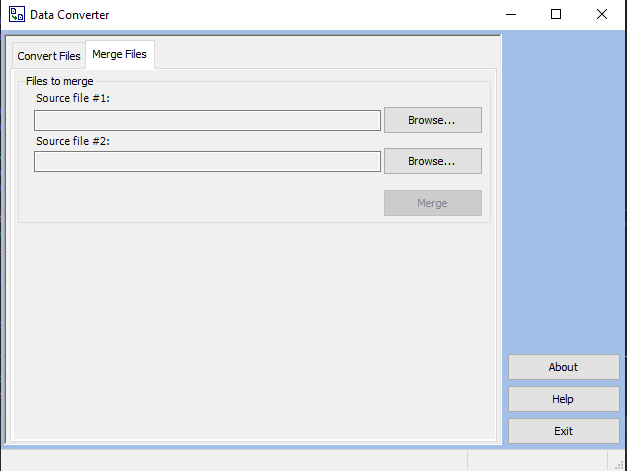 Data Converter
Convert Files
Merge Files
Files to merge
Source file #1:
Browse...
Source file #2:
Browse...
Merge
About
Help
Exit